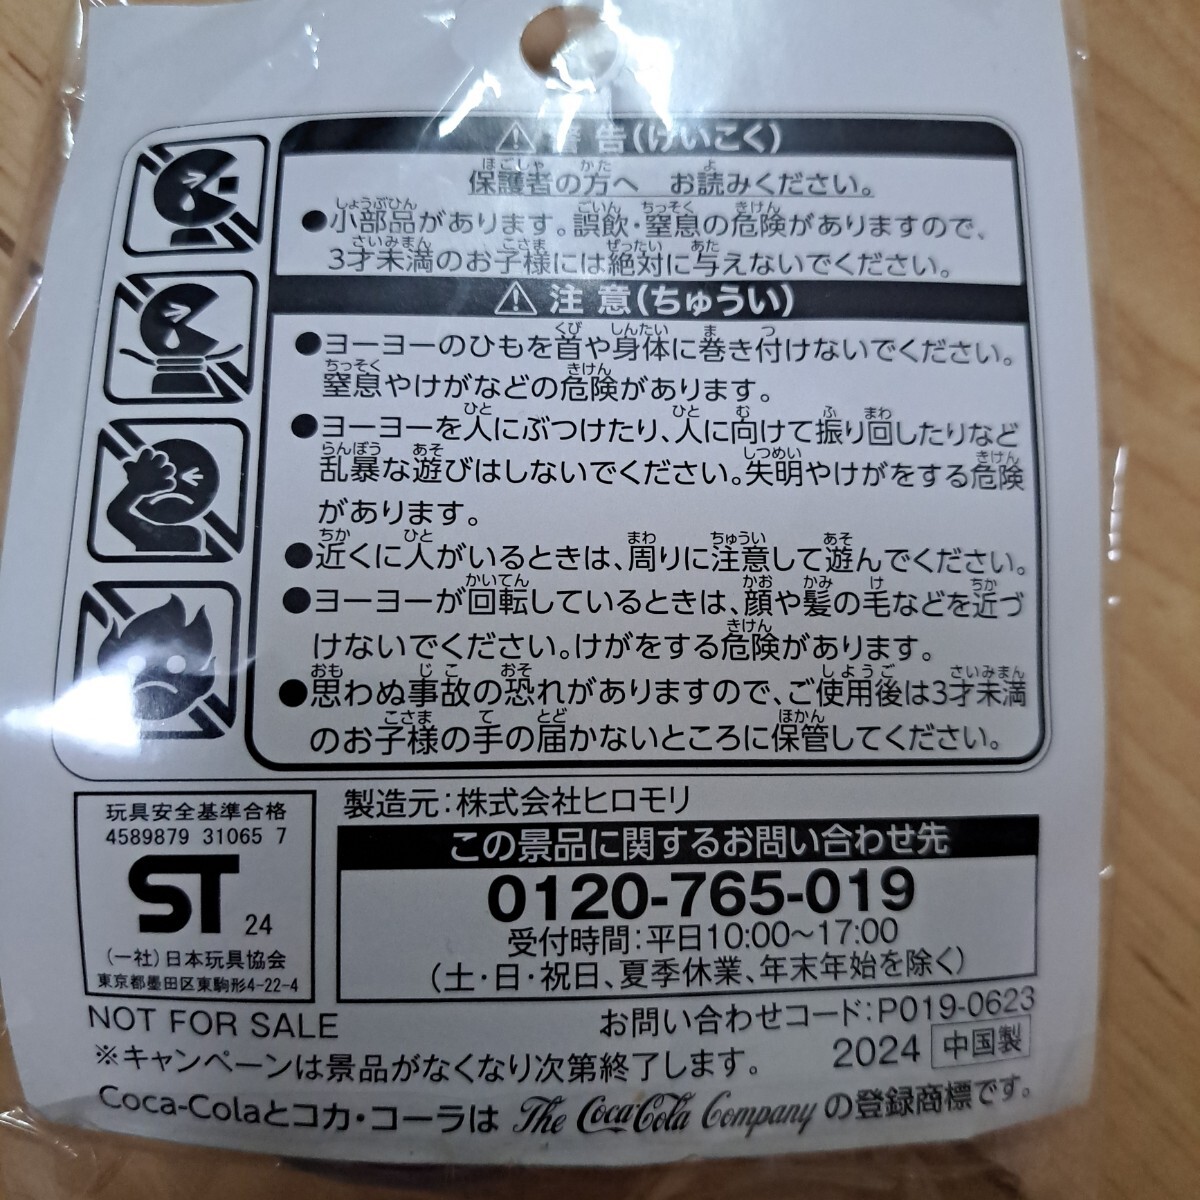 ⚠ 警告(けいこく)
保護者の方へ お読みください。
●小部品があります。誤飲・窒息の危険がありますので、
3才未満のお子様には絶対に与えないでください。
⚠ 注意(ちゅうい)
●ヨーヨーのひもを首や身体に巻き付けないでください。
窒息やけがなどの危険があります。
●ヨーヨーを人にぶつけたり、人に向けて振り回したりなど
乱暴な遊びはしないでください。失明やけがをする危険
があります。
●近くに人がいるときは、周りに注意して遊んでください。
●ヨーヨーが回転しているときは、顔や髪の毛などを近づ
けないでください。けがをする危険があります。
●思わぬ事故の恐れがありますので、ご使用後は3才未満
のお子様の手の届かないところに保管してください。
玩具安全基準合格
4589879 31065 7
ST 24
(一社)日本玩具協会
東京都墨田区東駒形4-22-4
製造元:株式会社ヒロモリ
この景品に関するお問い合わせ先
0120-765-019
受付時間:平日10:00〜17:00
(土・日・祝日、夏季休業、年末年始を除く)
NOT FOR SALE
お問い合わせコード:P019-0623
※キャンペーンは景品がなくなり次第終了します。
2024 中国製
Coca-Colaとコカ・コーラは The Coca-Cola Company の登録商標です。